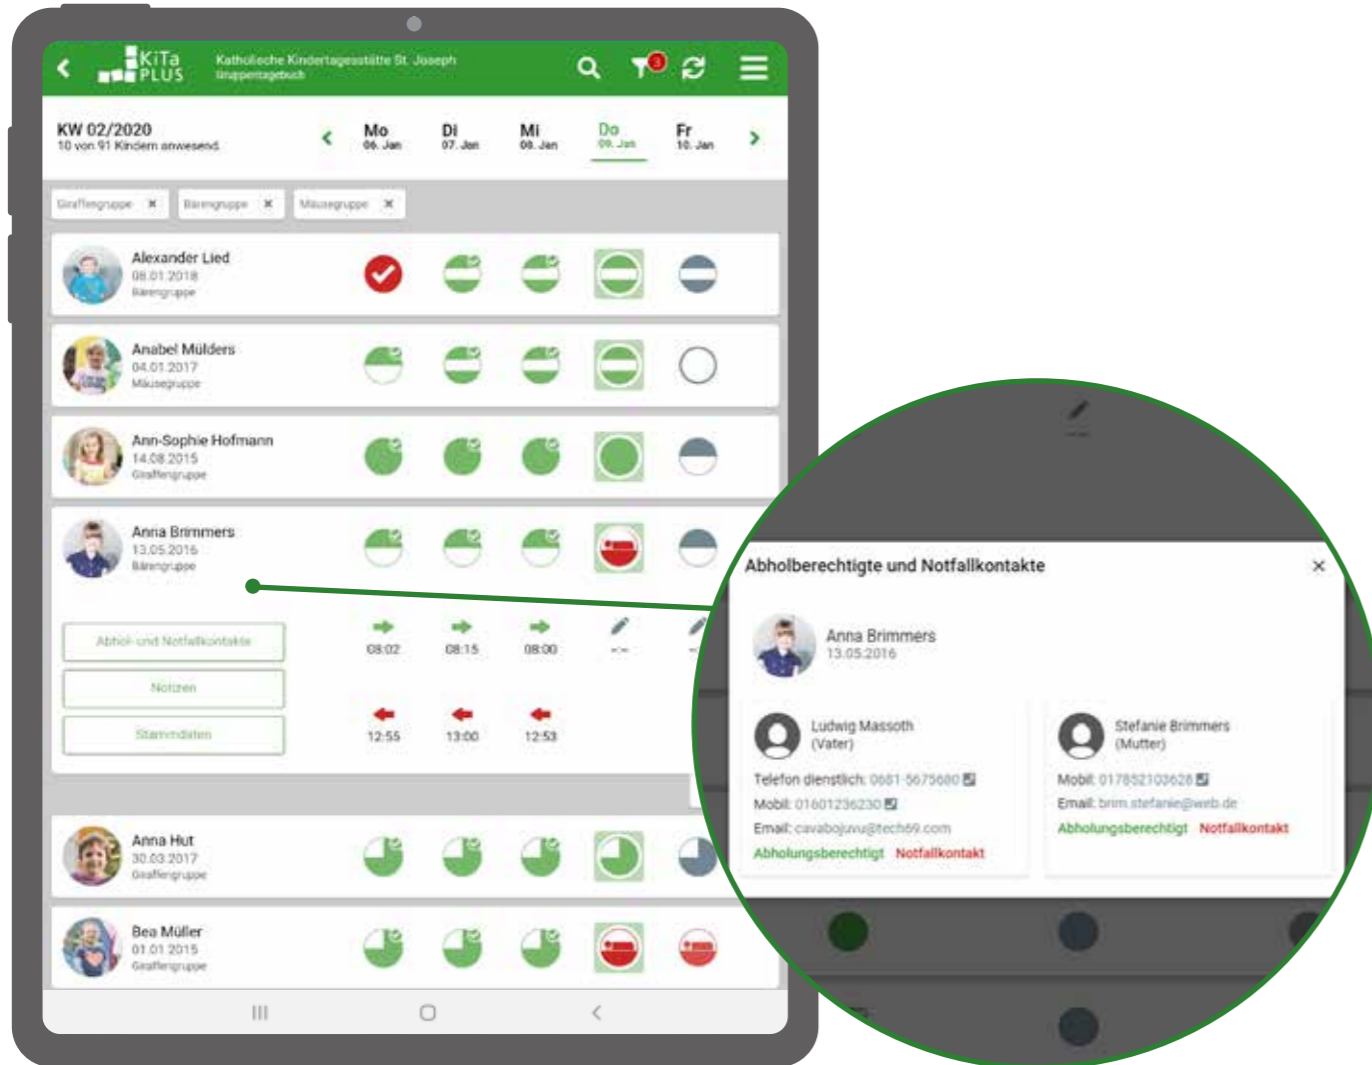 KiTa
PLUS
Katholische Kindertagesstätte St. Joseph
Gruppentagebuch
3
KW 02/2020
10 von 91 Kindern anwesend.
Mo
06. Jan
Di
07. Jan
Mi
08. Jan
Do
09. Jan
Fr
10. Jan
Giraffengruppe ×
Bärengruppe ×
Mäusegruppe ×
Alexander Lied
08.01.2018
Bärengruppe
Anabel Mülders
04.01.2017
Mäusegruppe
Ann-Sophie Hofmann
14.08.2015
Giraffengruppe
Anna Brimmers
13.05.2016
Bärengruppe
Abhol- und Notfallkontakte
Notizen
Stammdaten
08:02
08:15
08:00
--:--
12:55
13:00
12:53
Anna Hut
30.03.2017
Giraffengruppe
Bea Müller
01.01.2015
Giraffengruppe
Abholberechtigte und Notfallkontakte ×
Anna Brimmers
13.05.2016
Ludwig Massoth
(Vater)
Telefon dienstlich: 0681-5675680
Mobil: 01601236230
Email: cavabojuvu@tech69.com
Abholungsberechtigt Notfallkontakt
Stefanie Brimmers
(Mutter)
Mobil: 017852103628
Email: brim.stefanie@web.de
Abholungsberechtigt Notfallkontakt